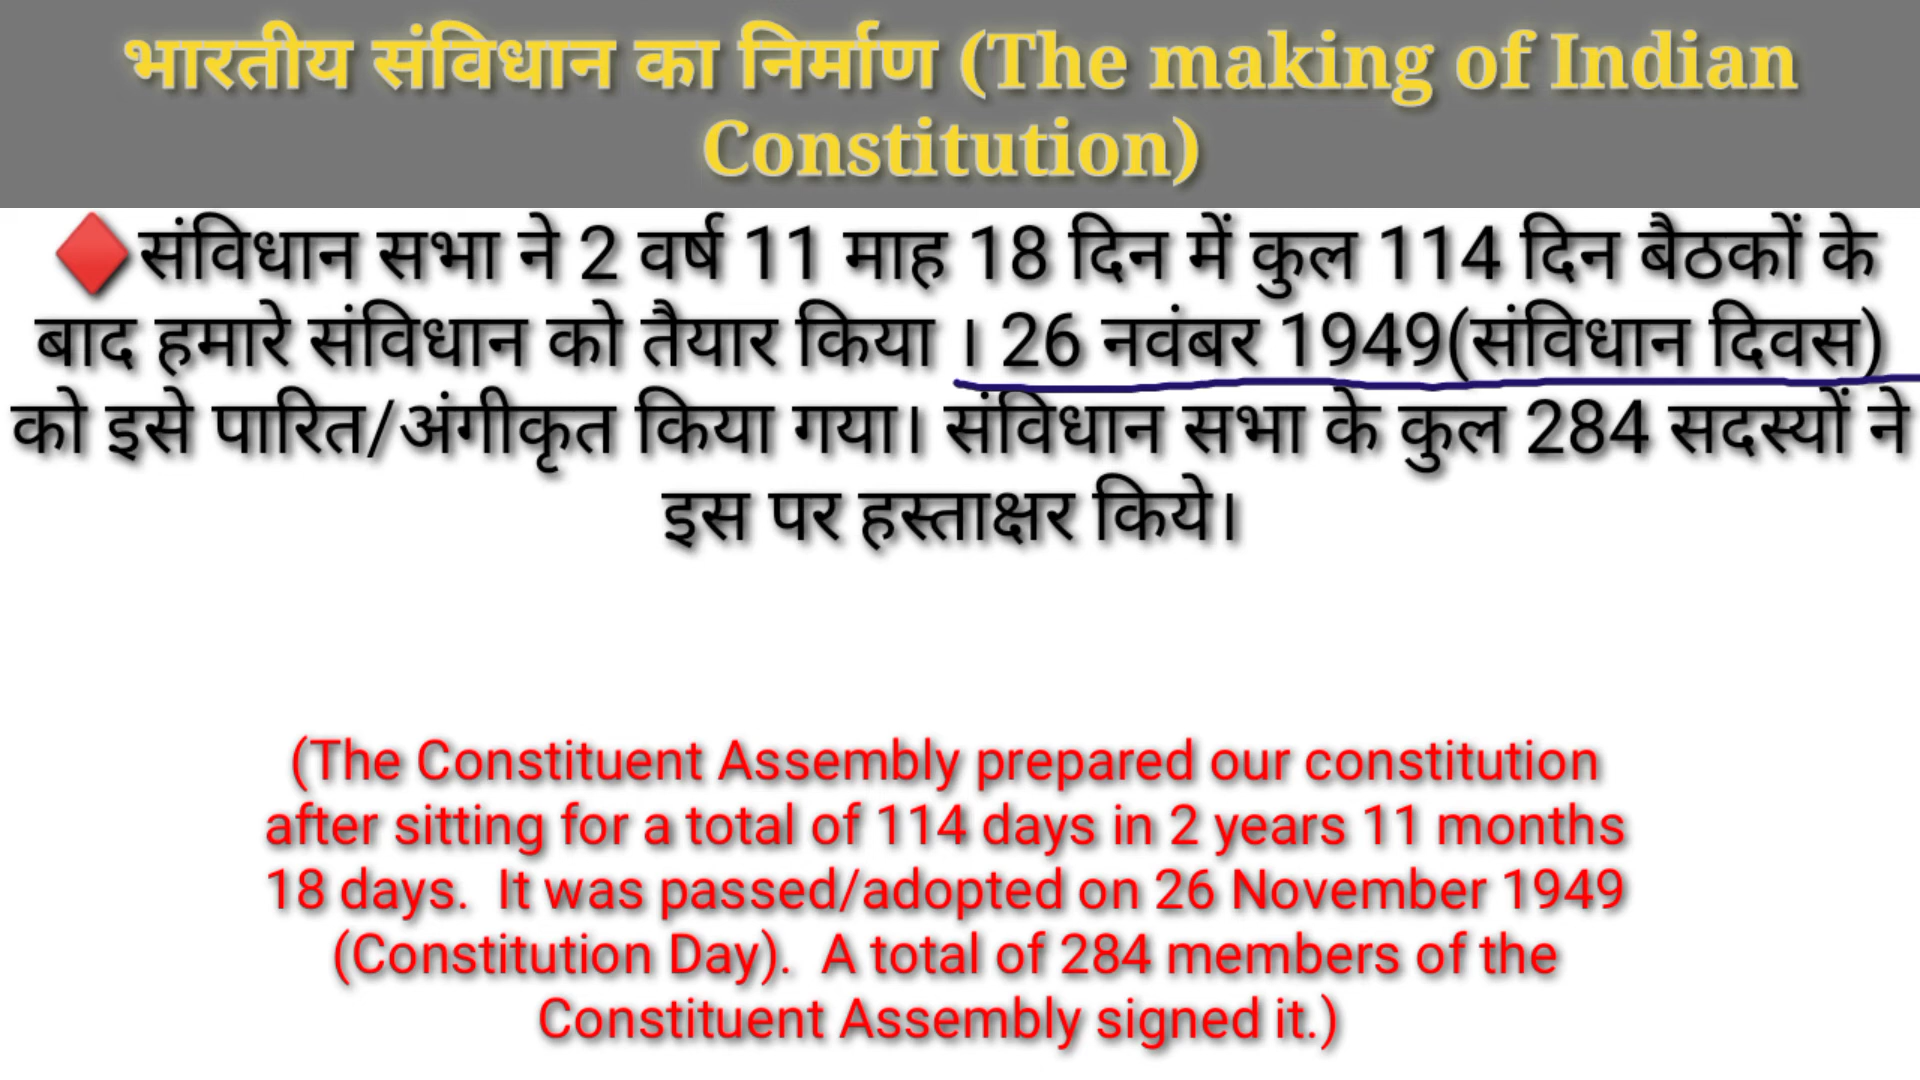 भारतीय संविधान का निर्माण (The making of Indian
Constitution)
संविधान सभा ने 2 वर्ष 11 माह 18 दिन में कुल 114 दिन बैठकों के
बाद हमारे संविधान को तैयार किया । 26 नवंबर 1949(संविधान दिवस)
को इसे पारित/अंगीकृत किया गया। संविधान सभा के कुल 284 सदस्यों ने
इस पर हस्ताक्षर किये।
(The Constituent Assembly prepared our constitution
after sitting for a total of 114 days in 2 years 11 months
18 days.  It was passed/adopted on 26 November 1949
(Constitution Day).  A total of 284 members of the
Constituent Assembly signed it.)